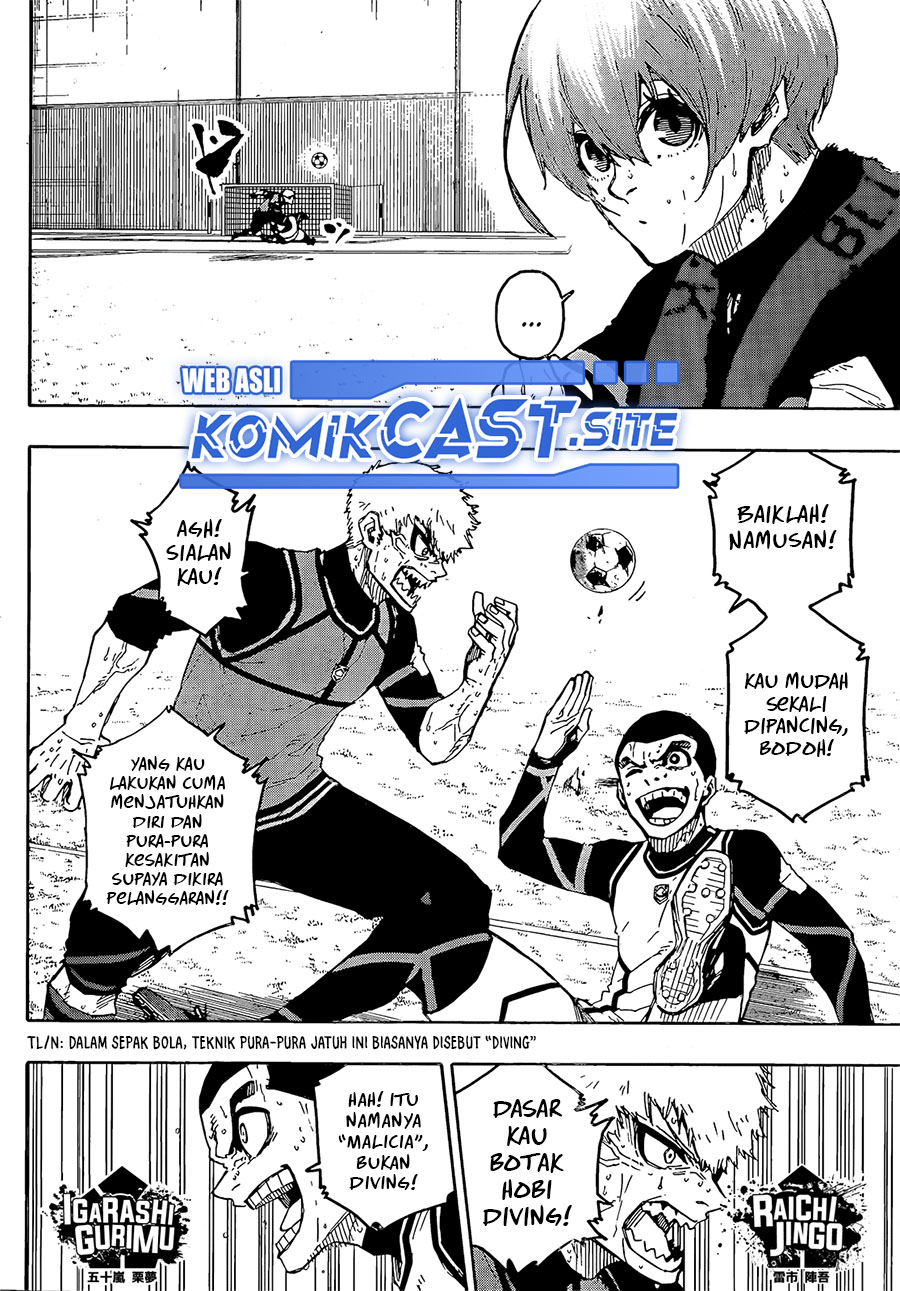 ド
BLU
K
...
WEB ASLI
KOMIKCAST.SITE
BAIKLAH!
NAMUSAN!
KAU MUDAH
SEKALI
DIPANCING,
BODOH!
ASH!
SIALAN
KAU!
YANG KAU
LAKUKAN CUMA
MENJATUHKAN
DIRI DAN
PURA-PURA
KESAKITAN
SUPAYA DIKIRA
PELANGGARAN!!
TL/N: DALAM SEPAK BOLA, TEKNIK PURA-PURA JATUH INI BIASANYA DISEBUT "DIVING"
DASAR
KAU
BOTAK
HOBI
DIVING!
RAICHI
JINGO
雷市 陣吾
HAH! ITU
NAMANYA
"MALICIA",
BUKAN
DIVING!
IGARASHI
GURIMU
五十嵐 栗夢